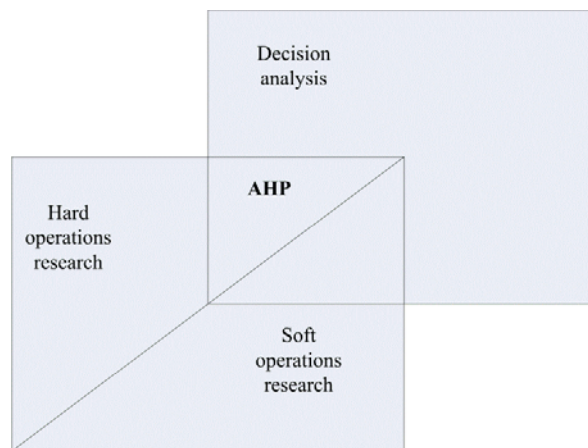 Decision
analysis
AHP
Hard
operations
research
Soft
operations
research